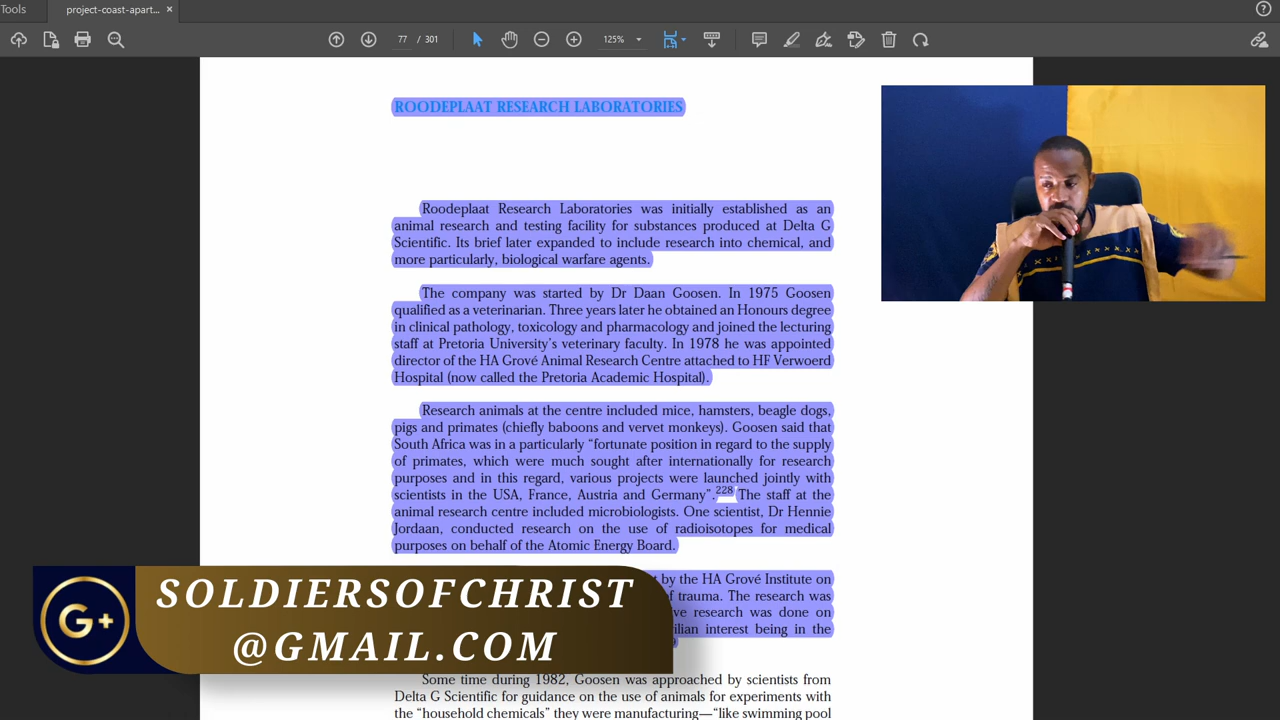 Tools
project-coast-apart... ×
77 / 301
125%
ROODEPLAAT RESEARCH LABORATORIES
Roodeplaat Research Laboratories was initially established as an
animal research and testing facility for substances produced at Delta G
Scientific. Its brief later expanded to include research into chemical, and
more particularly, biological warfare agents.
The company was started by Dr Daan Goosen. In 1975 Goosen
qualified as a veterinarian. Three years later he obtained an Honours degree
in clinical pathology, toxicology and pharmacology and joined the lecturing
staff at Pretoria University's veterinary faculty. In 1978 he was appointed
director of the HA Grové Animal Research Centre attached to HF Verwoerd
Hospital (now called the Pretoria Academic Hospital).
Research animals at the centre included mice, hamsters, beagle dogs,
pigs and primates (chiefly baboons and vervet monkeys). Goosen said that
South Africa was in a particularly “fortunate position in regard to the supply
of primates, which were much sought after internationally for research
purposes and in this regard, various projects were launched jointly with
scientists in the USA, France, Austria and Germany”.228 The staff at the
animal research centre included microbiologists. One scientist, Dr Hennie
Jordaan, conducted research on the use of radioisotopes for medical
purposes on behalf of the Atomic Energy Board.
by the HA Grové Institute on
of trauma. The research was
research was done on
interest being in the
G+
SOLDIERSOFCHRIST
@GMAIL.COM
Some time during 1982, Goosen was approached by scientists from
Delta G Scientific for guidance on the use of animals for experiments with
the “household chemicals” they were manufacturing—“like swimming pool